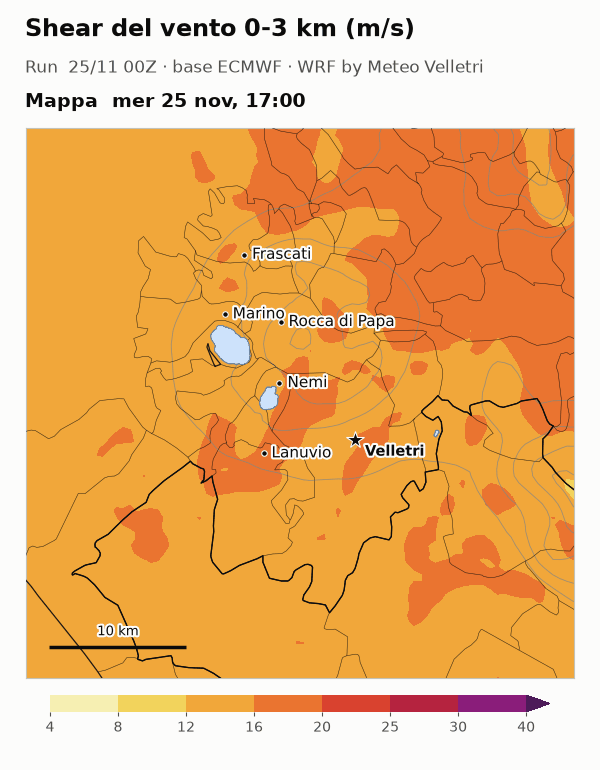 Shear del vento 0-3 km (m/s)
Run  25/11 00Z · base ECMWF · WRF by Meteo Velletri
Mappa  mer 25 nov, 17:00
Frascati
Marino
Rocca di Papa
Nemi
Velletri
Lanuvio
10 km
4 8 12 16 20 25 30 40